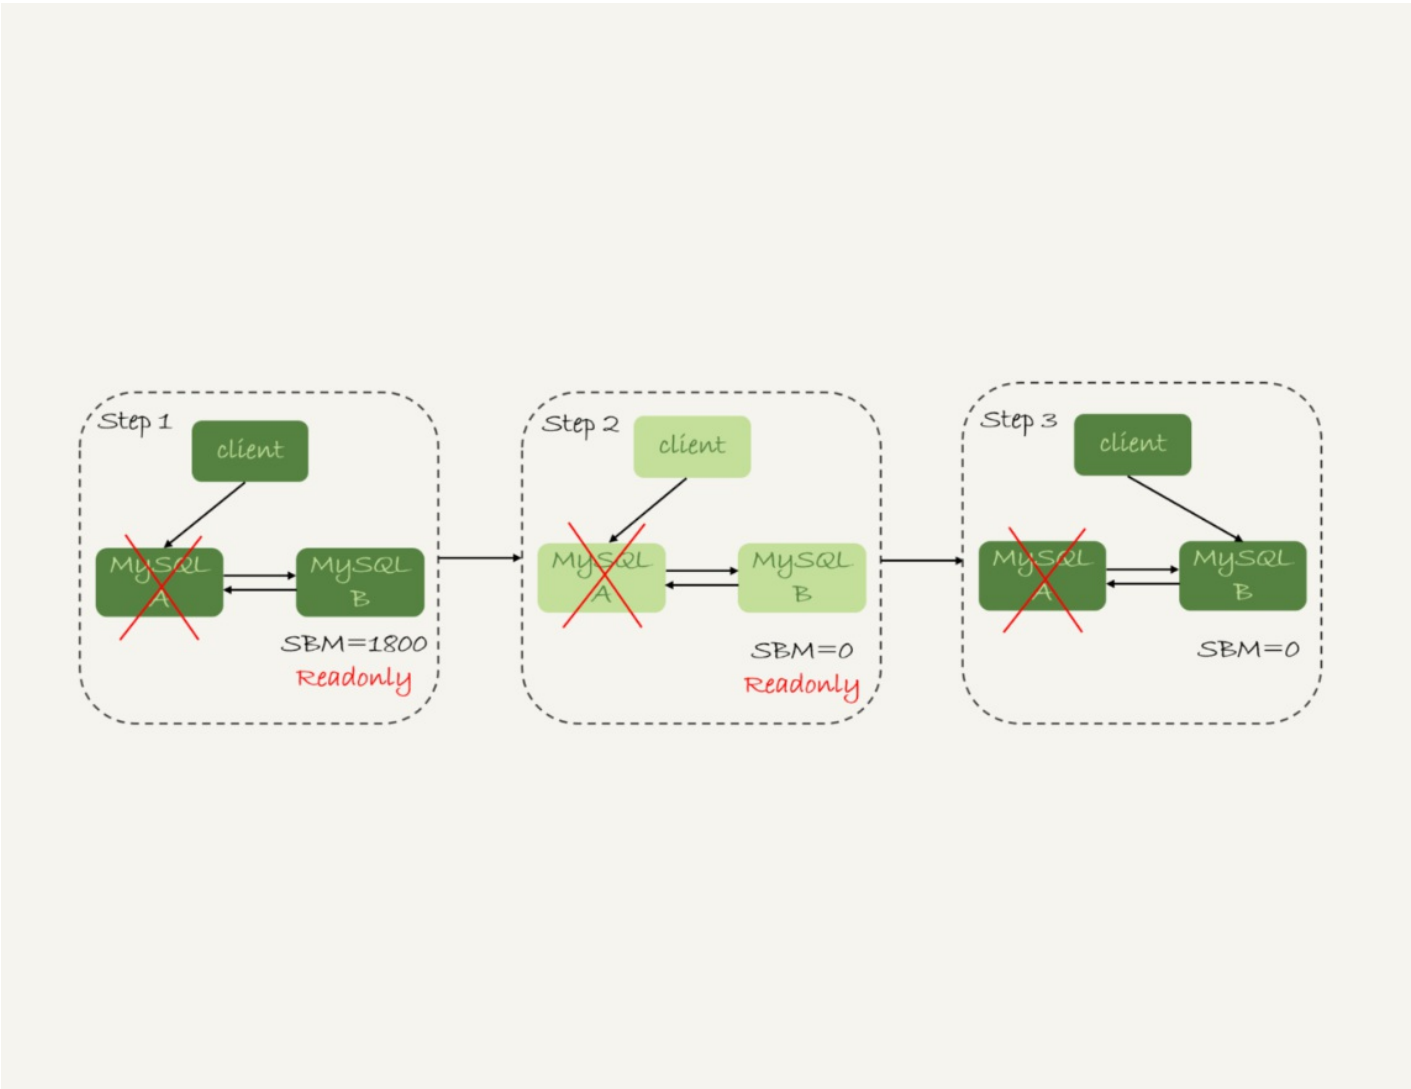 Step 1
client
MySQL
A
MySQL
B
SBM=1800
Readonly
Step 2
client
MySQL
A
MySQL
B
SBM=0
Readonly
Step 3
client
MySQL
A
MySQL
B
SBM=0